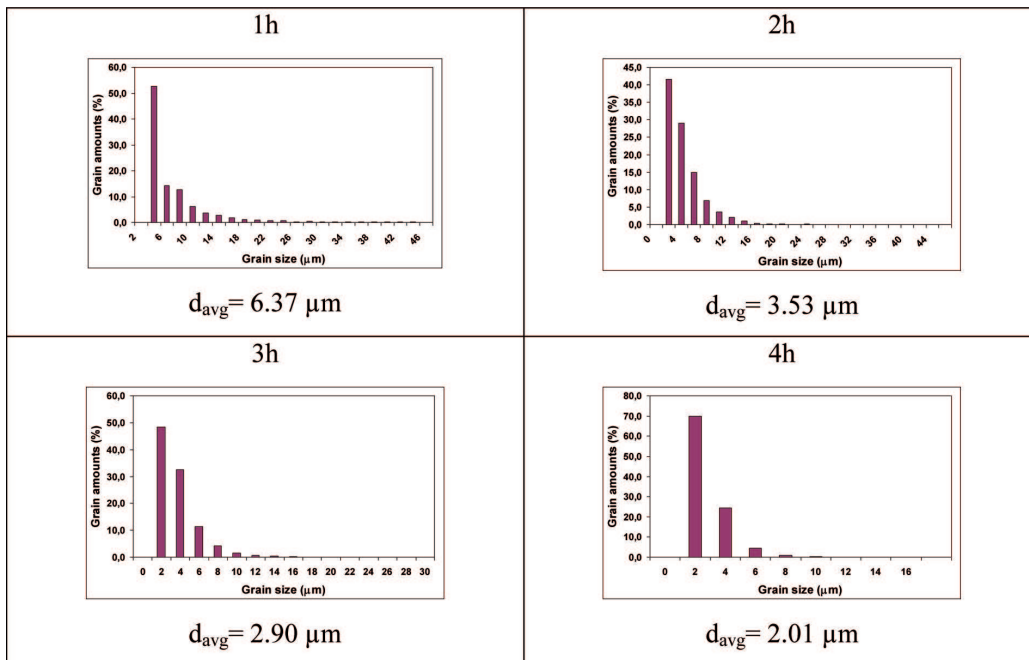 1h
60,0
50,0
40,0
30,0
20,0
10,0
0,0
Grain amounts (%)
2 6 10 14 18 22 26 30 34 38 42 46
Grain size (µm)
davg= 6.37 µm
2h
45,0
40,0
35,0
30,0
25,0
20,0
15,0
10,0
5,0
0,0
Grain amounts (%)
0 4 8 12 16 20 24 28 32 36 40 44
Grain size (µm)
davg= 3.53 µm
3h
60,0
50,0
40,0
30,0
20,0
10,0
0,0
Grain amounts (%)
0 2 4 6 8 10 12 14 16 18 20 22 24 26 28 30
Grain size (µm)
davg= 2.90 µm
4h
80,0
70,0
60,0
50,0
40,0
30,0
20,0
10,0
0,0
Grain amounts (%)
0 2 4 6 8 10 12 14 16
Grain size (µm)
davg= 2.01 µm